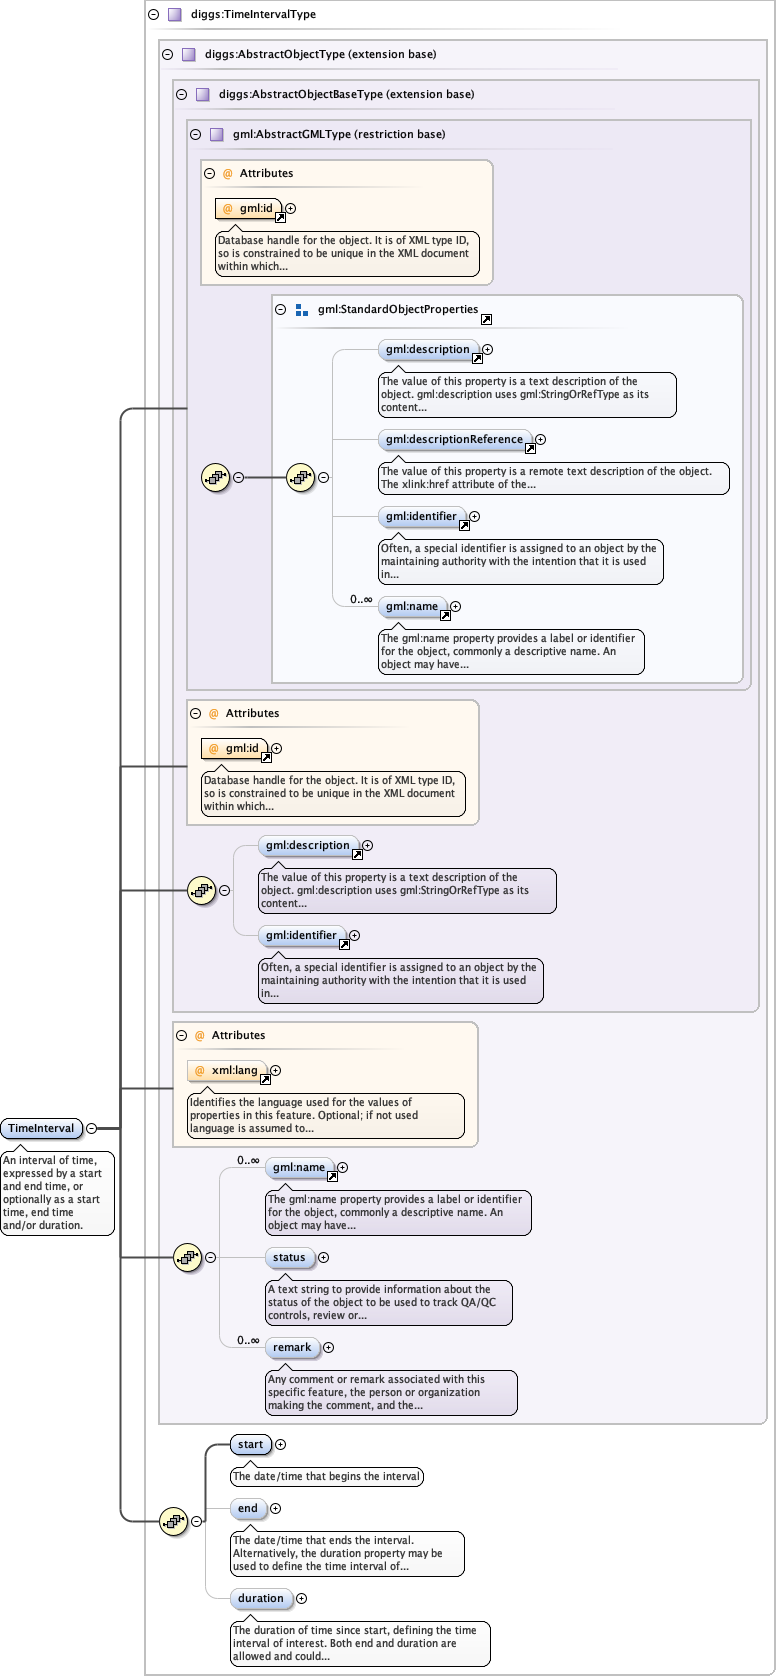 diggs:TimeIntervalType
diggs:AbstractObjectType (extension base)
diggs:AbstractObjectBaseType (extension base)
gml:AbstractGMLType (restriction base)
@ Attributes
@ gml:id
Database handle for the object. It is of XML type ID,
so is constrained to be unique in the XML document
within which...
gml:StandardObjectProperties
gml:description
The value of this property is a text description of the
object. gml:description uses gml:StringOrRefType as its
content...
gml:descriptionReference
The value of this property is a remote text description of the object.
The xlink:href attribute of the...
gml:identifier
Often, a special identifier is assigned to an object by the
maintaining authority with the intention that it is used
in...
0..∞
gml:name
The gml:name property provides a label or identifier
for the object, commonly a descriptive name. An
object may have...
@ Attributes
@ gml:id
Database handle for the object. It is of XML type ID,
so is constrained to be unique in the XML document
within which...
gml:description
The value of this property is a text description of the
object. gml:description uses gml:StringOrRefType as its
content...
gml:identifier
Often, a special identifier is assigned to an object by the
maintaining authority with the intention that it is used
in...
@ Attributes
@ xml:lang
Identifies the language used for the values of
properties in this feature. Optional; if not used
language is assumed to...
TimeInterval
An interval of time,
expressed by a start
and end time, or
optionally as a start
time, end time
and/or duration.
0..∞
gml:name
The gml:name property provides a label or identifier
for the object, commonly a descriptive name. An
object may have...
status
A text string to provide information about the
status of the object to be used to track QA/QC
controls, review or...
0..∞
remark
Any comment or remark associated with this
specific feature, the person or organization
making the comment, and the...
start
The date/time that begins the interval
end
The date/time that ends the interval.
Alternatively, the duration property may be
used to define the time interval of...
duration
The duration of time since start, defining the time
interval of interest. Both end and duration are
allowed and could...